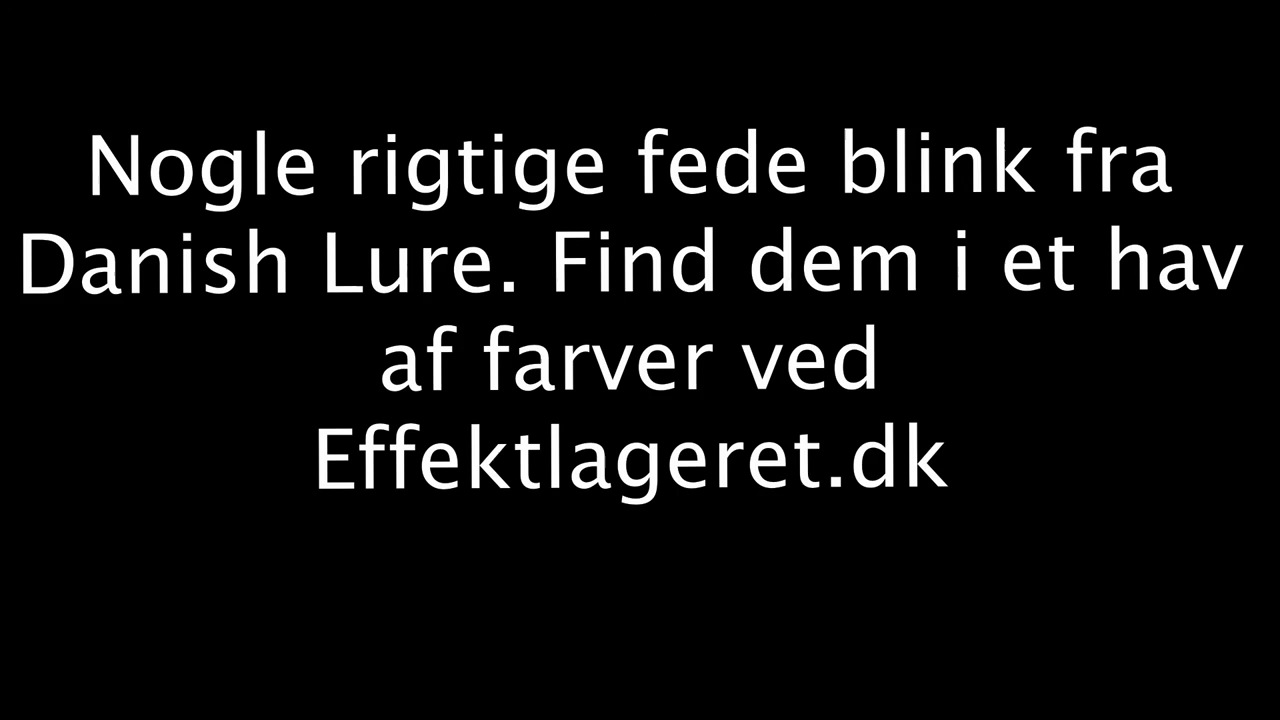 Nogle rigtige fede blink fra
Danish Lure. Find dem i et hav
af farver ved
Effektlageret.dk